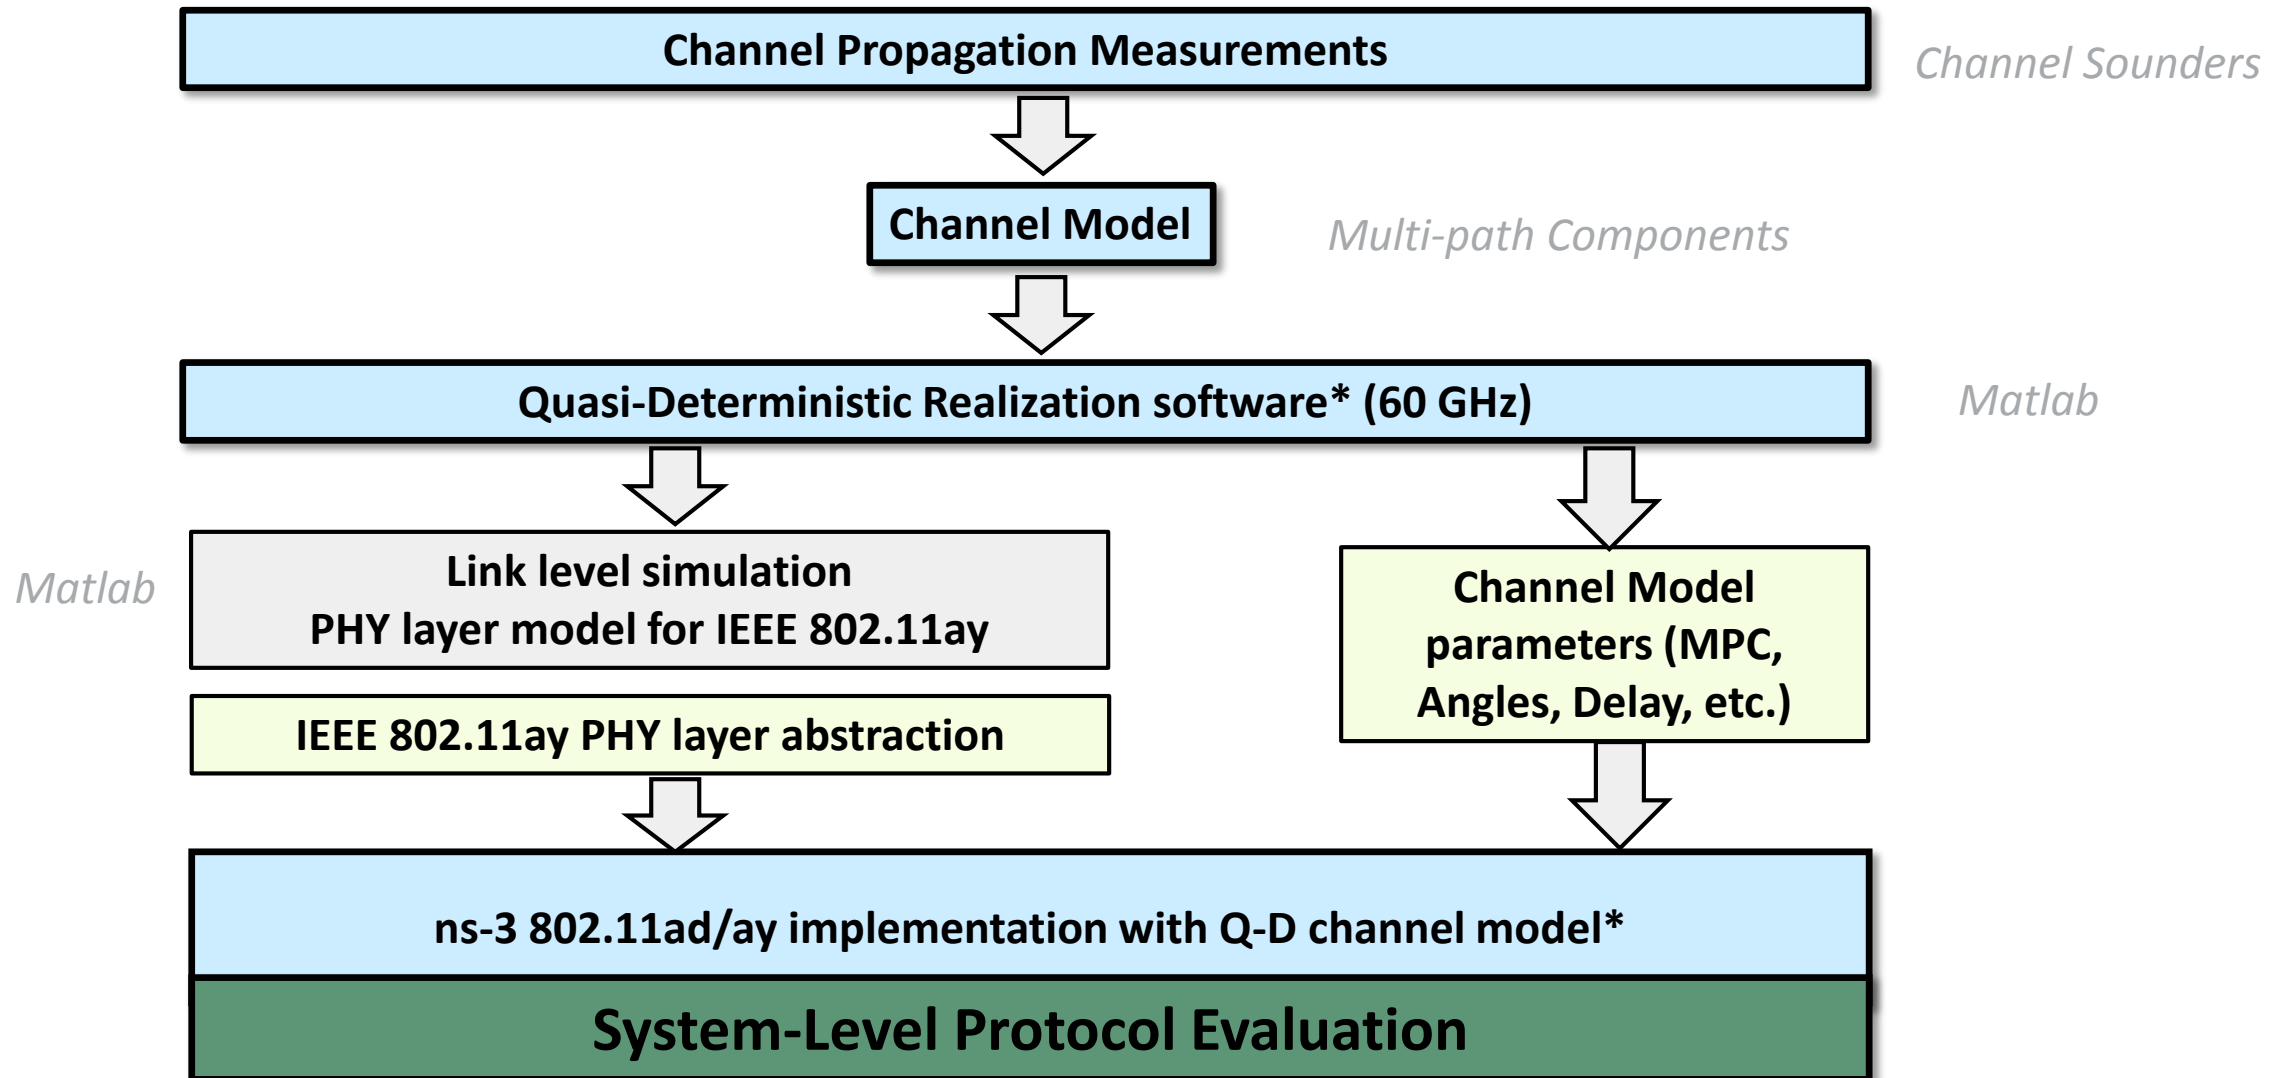 Channel Propagation Measurements
Channel Sounders
Channel Model
Multi-path Components
Quasi-Deterministic Realization software* (60 GHz)
Matlab
Matlab
Link level simulation
PHY layer model for IEEE 802.11ay
IEEE 802.11ay PHY layer abstraction
Channel Model
parameters (MPC,
Angles, Delay, etc.)
ns-3 802.11ad/ay implementation with Q-D channel model*
System-Level Protocol Evaluation